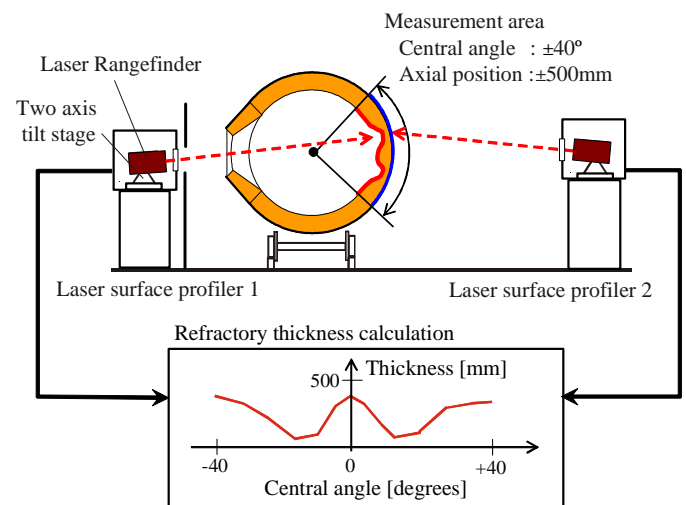 Measurement area
Central angle : ±40º
Axial position :±500mm
Laser Rangefinder
Two axis
tilt stage
Laser surface profiler 1
Laser surface profiler 2
Refractory thickness calculation
Thickness [mm]
500
-40
0
+40
Central angle [degrees]